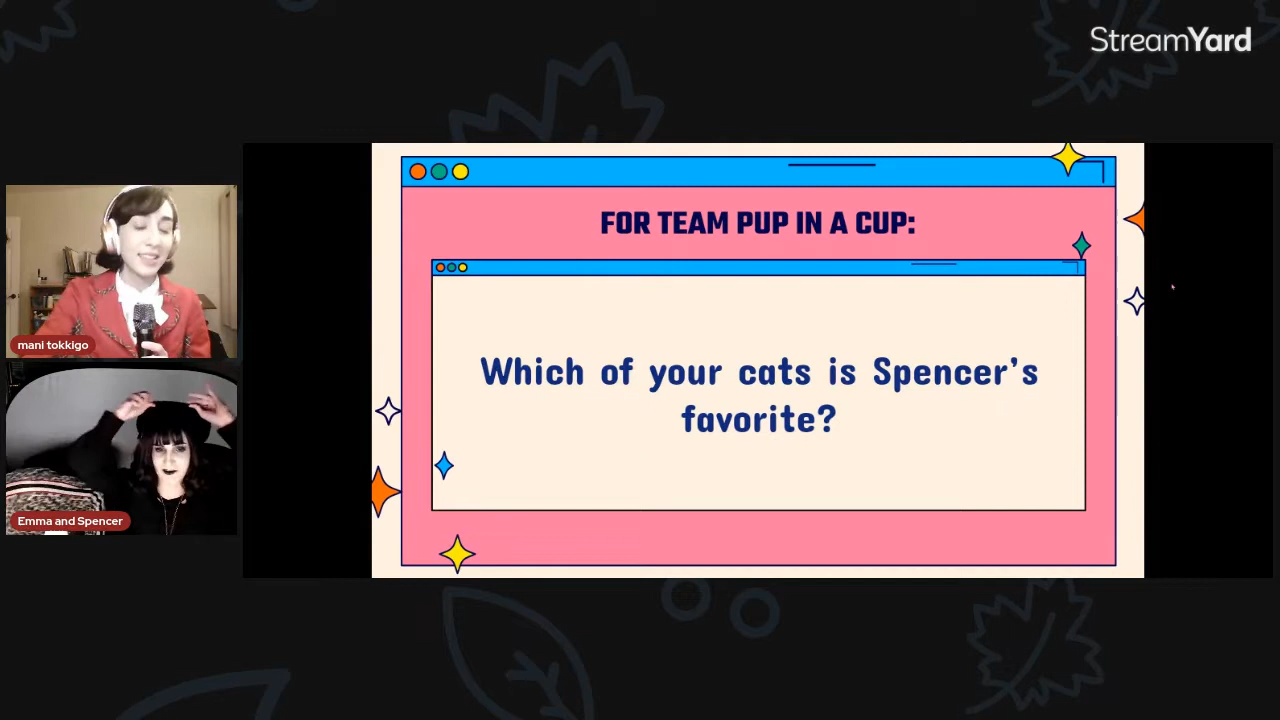 StreamYard
FOR TEAM PUP IN A CUP:
Which of your cats is Spencer's
favorite?
mani tokkigo
Emma and Spencer